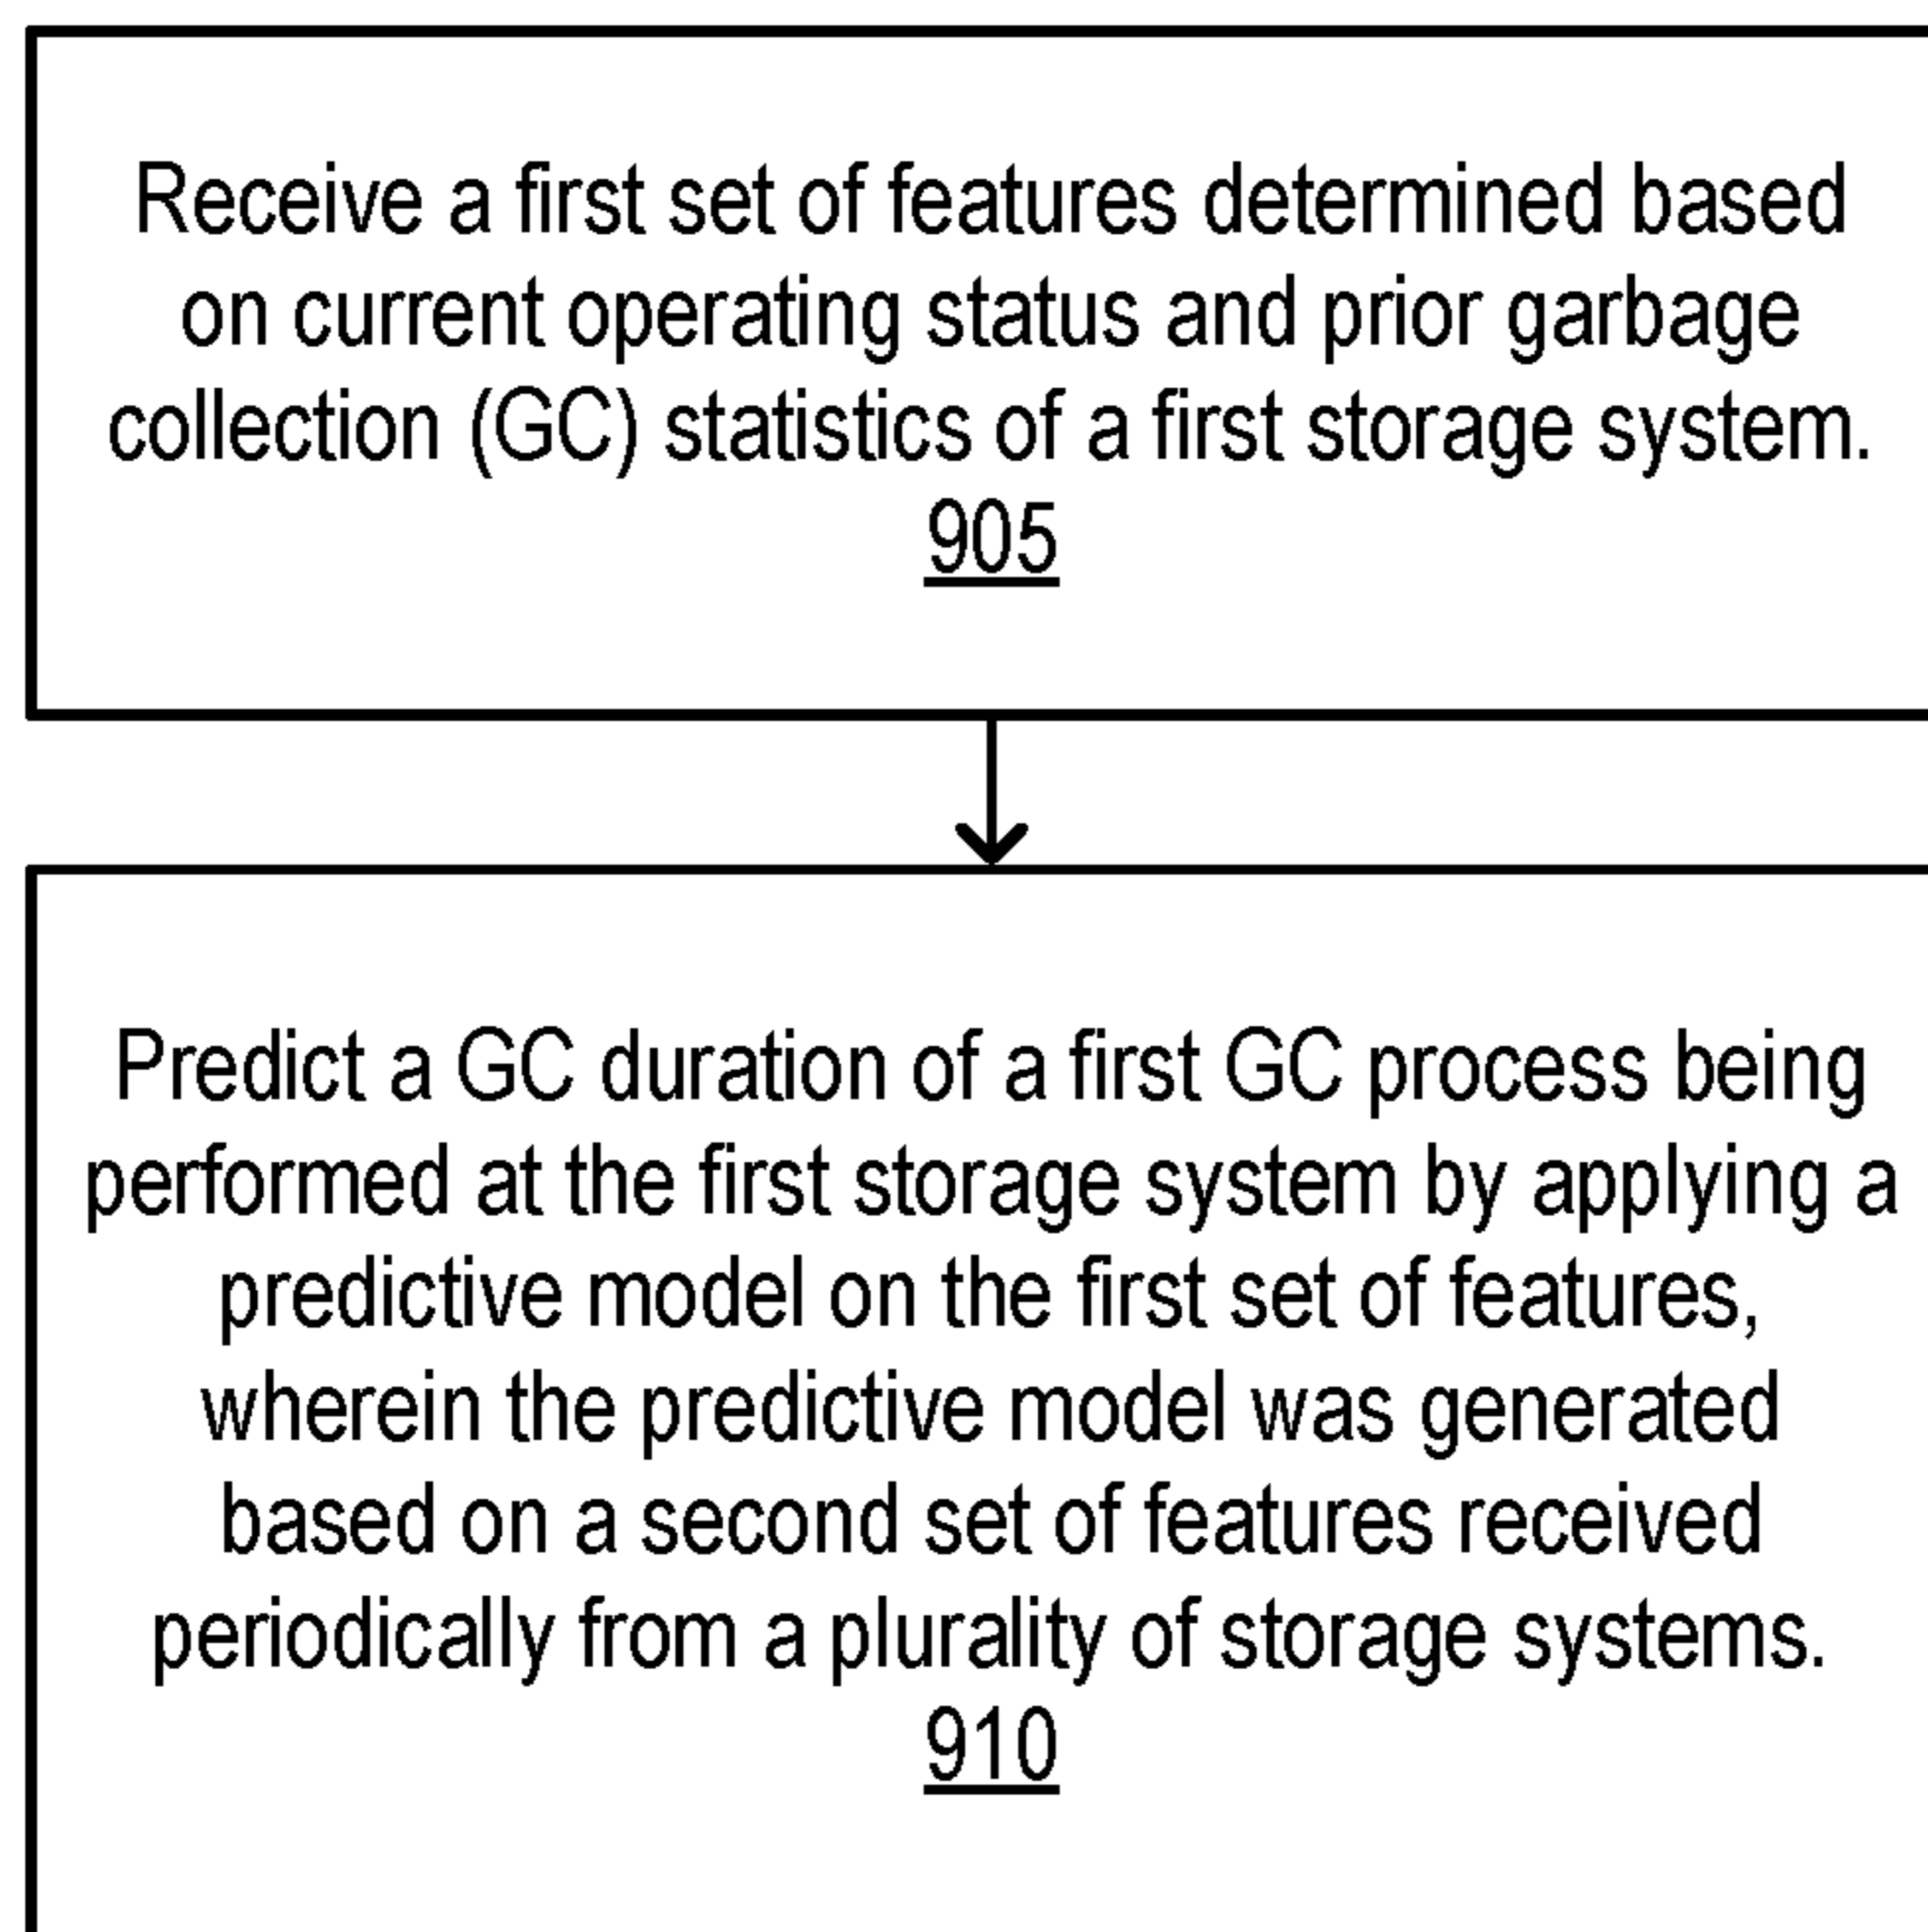 Receive a first set of features determined based
on current operating status and prior garbage
collection (GC) statistics of a first storage system.
905
Predict a GC duration of a first GC process being
performed at the first storage system by applying a
predictive model on the first set of features,
wherein the predictive model was generated
based on a second set of features received
periodically from a plurality of storage systems.
910